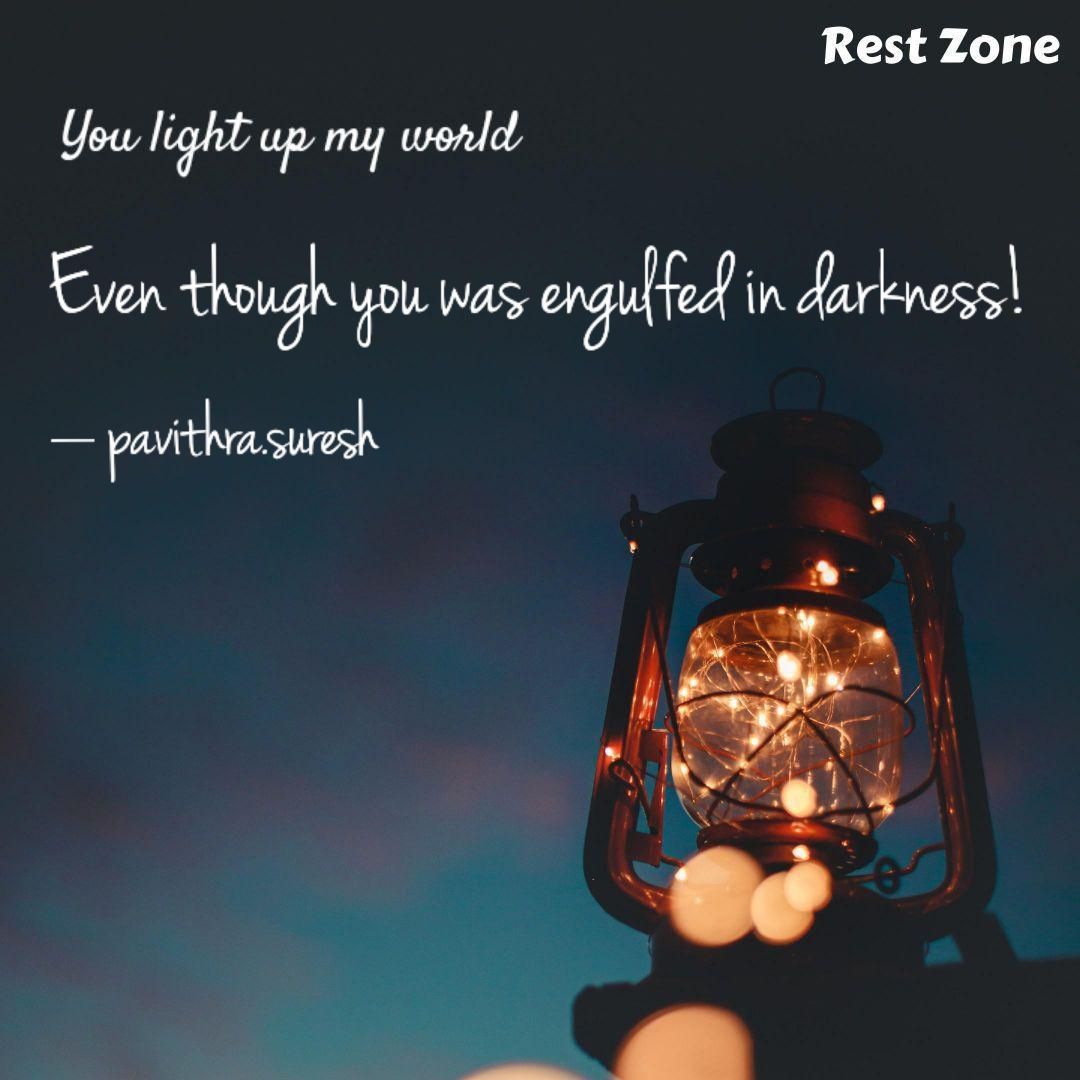 Rest Zone
You light up my world
Even though you was engulfed in darkness!
— pavithra.suresh